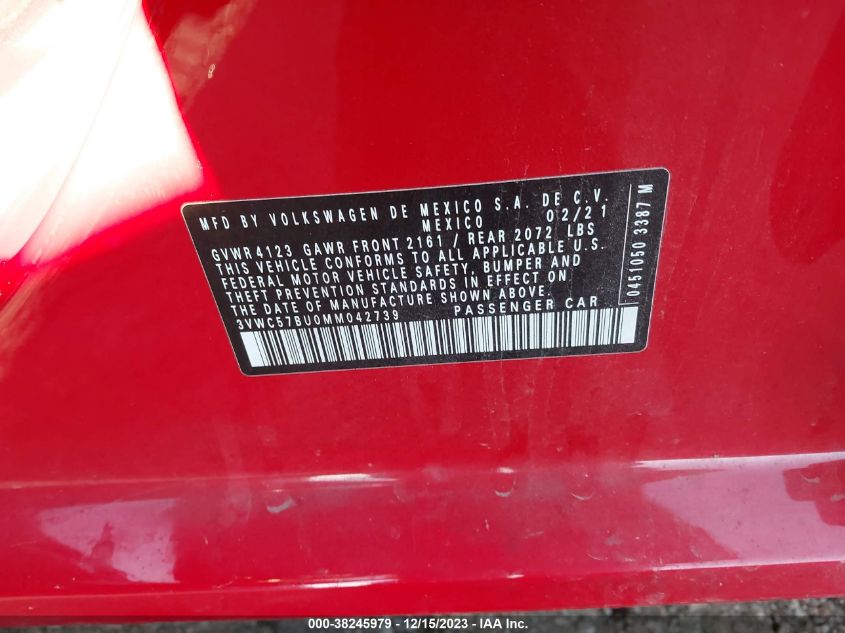 MFD BY VOLKSWAGEN DE MEXICO S.A. DE C.V.
MEXICO 02/21
GVWR 4123 GAWR FRONT 2161 / REAR 2072 LBS
THIS VEHICLE CONFORMS TO ALL APPLICABLE U.S.
FEDERAL MOTOR VEHICLE SAFETY, BUMPER AND
THEFT PREVENTION STANDARDS IN EFFECT ON
THE DATE OF MANUFACTURE SHOWN ABOVE.
3VWC57BU0MM042739 PASSENGER CAR
0451050 3387 M
000-38245979 - 12/15/2023 - IAA Inc.